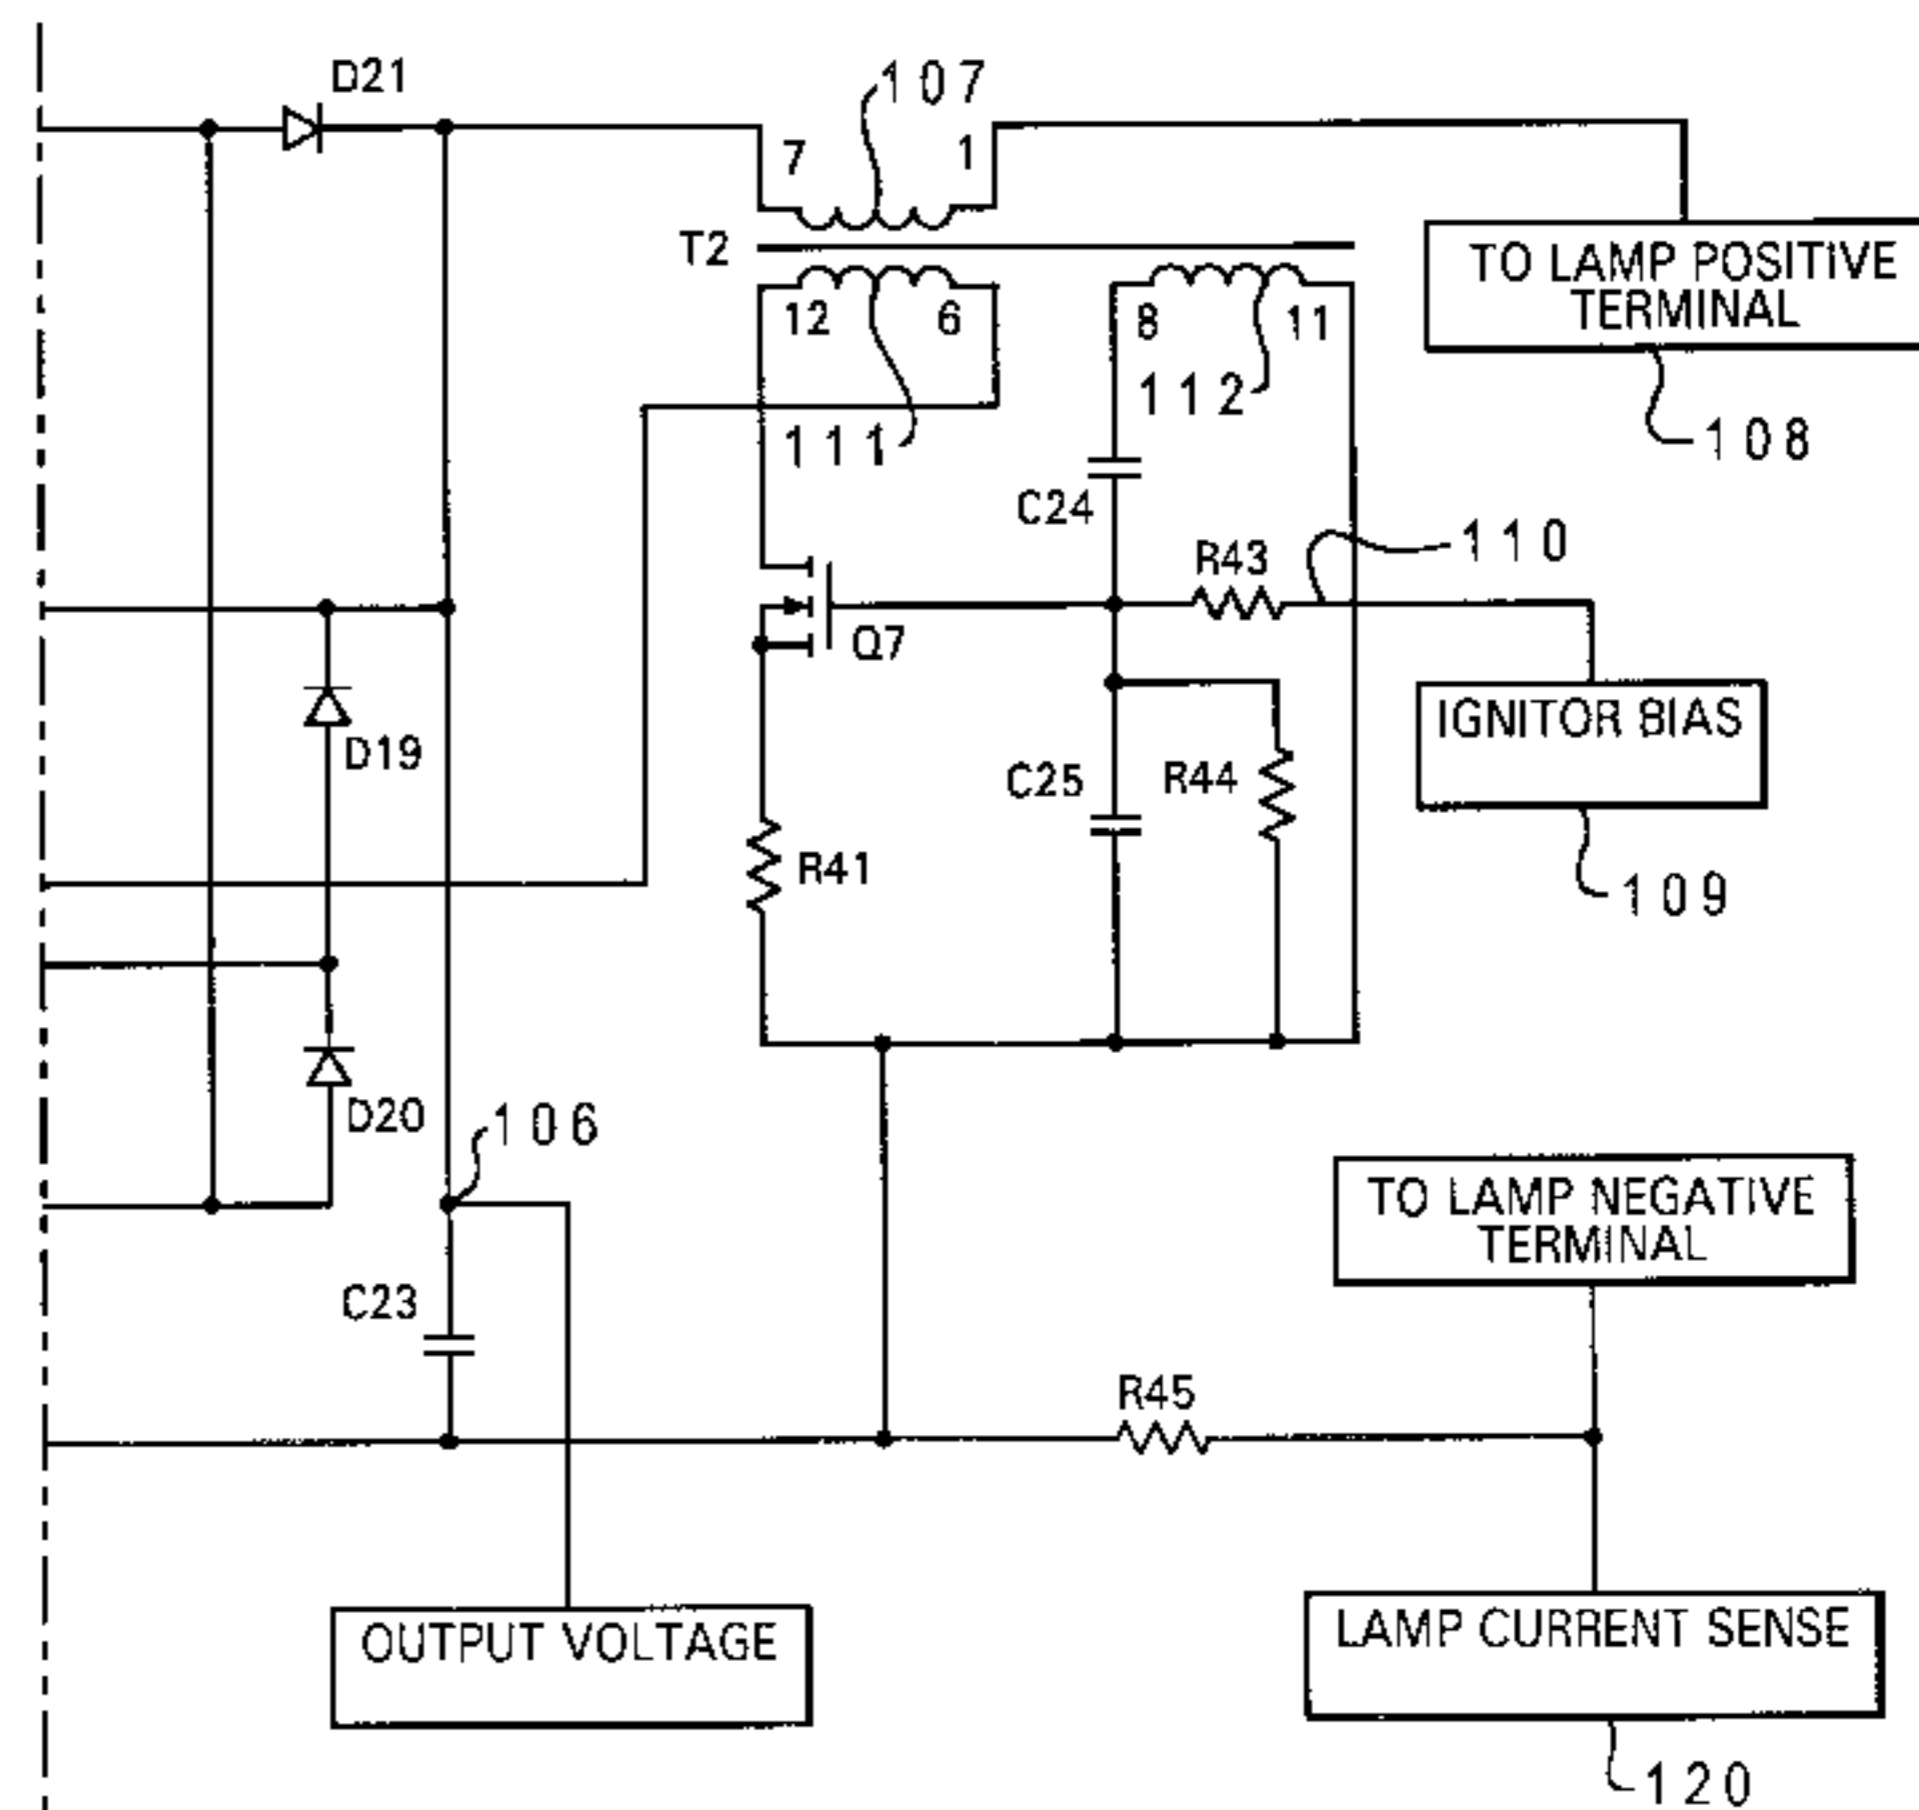 D21
107
7
1
T2
TO LAMP POSITIVE
TERMINAL
12
6
8
11
112
111
108
C24
R43
110
Q7
IGNITOR BIAS
D19
C25
R44
R41
109
D20
106
TO LAMP NEGATIVE
TERMINAL
C23
R45
OUTPUT VOLTAGE
LAMP CURRENT SENSE
120